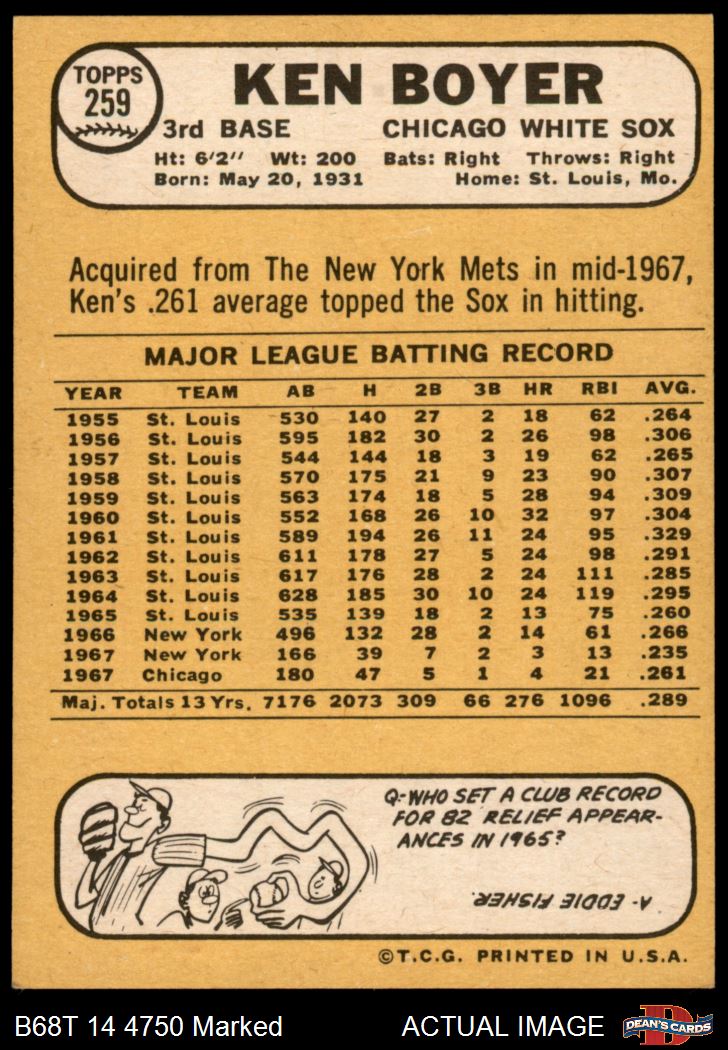 TOPPS
259
KEN BOYER
3rd BASE CHICAGO WHITE SOX
Ht: 6'2" Wt: 200 Bats: Right Throws: Right
Born: May 20, 1931 Home: St. Louis, Mo.
Acquired from The New York Mets in mid-1967,
Ken's .261 average topped the Sox in hitting.
MAJOR LEAGUE BATTING RECORD
YEAR TEAM AB H 2B 3B HR RBI AVG.
1955 St. Louis 530 140 27 2 18 62 .264
1956 St. Louis 595 182 30 2 26 98 .306
1957 St. Louis 544 144 18 3 19 62 .265
1958 St. Louis 570 175 21 9 23 90 .307
1959 St. Louis 563 174 18 5 28 94 .309
1960 St. Louis 552 168 26 10 32 97 .304
1961 St. Louis 589 194 26 11 24 95 .329
1962 St. Louis 611 178 27 5 24 98 .291
1963 St. Louis 617 176 28 2 24 111 .285
1964 St. Louis 628 185 30 10 24 119 .295
1965 St. Louis 535 139 18 2 13 75 .260
1966 New York 496 132 28 2 14 61 .266
1967 New York 166 39 7 2 3 13 .235
1967 Chicago 180 47 5 1 4 21 .261
Maj. Totals 13 Yrs. 7176 2073 309 66 276 1096 .289
Q-WHO SET A CLUB RECORD
FOR 82 RELIEF APPEAR-
ANCES IN 1965?
A- EDDIE FISHER.
©T.C.G. PRINTED IN U.S.A.
B68T 14 4750 Marked ACTUAL IMAGE
D
DEAN'S CARDS